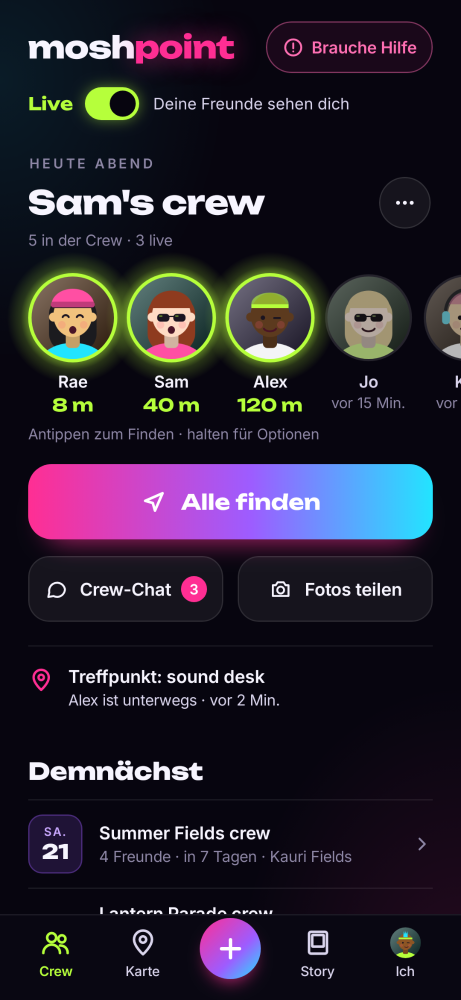 moshpoint
Brauche Hilfe
Live
Deine Freunde sehen dich
HEUTE ABEND
Sam's crew
5 in der Crew · 3 live
Rae
Sam
Alex
Jo
K
8 m
40 m
120 m
vor 15 Min.
vor
Antippen zum Finden · halten für Optionen
Alle finden
Crew-Chat
3
Fotos teilen
Treffpunkt: sound desk
Alex ist unterwegs · vor 2 Min.
Demnächst
SA.
21
Summer Fields crew
4 Freunde · in 7 Tagen · Kauri Fields
Lantern Parade crew
Crew
Karte
Story
Ich